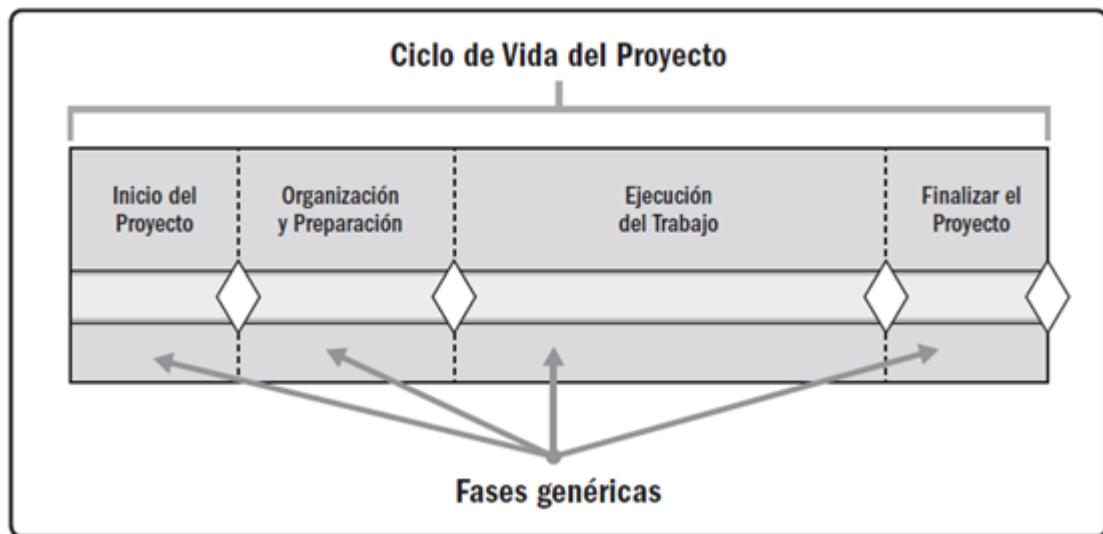 Ciclo de Vida del Proyecto
Inicio del
Proyecto
Organización
y Preparación
Ejecución
del Trabajo
Finalizar el
Proyecto
Fases genéricas